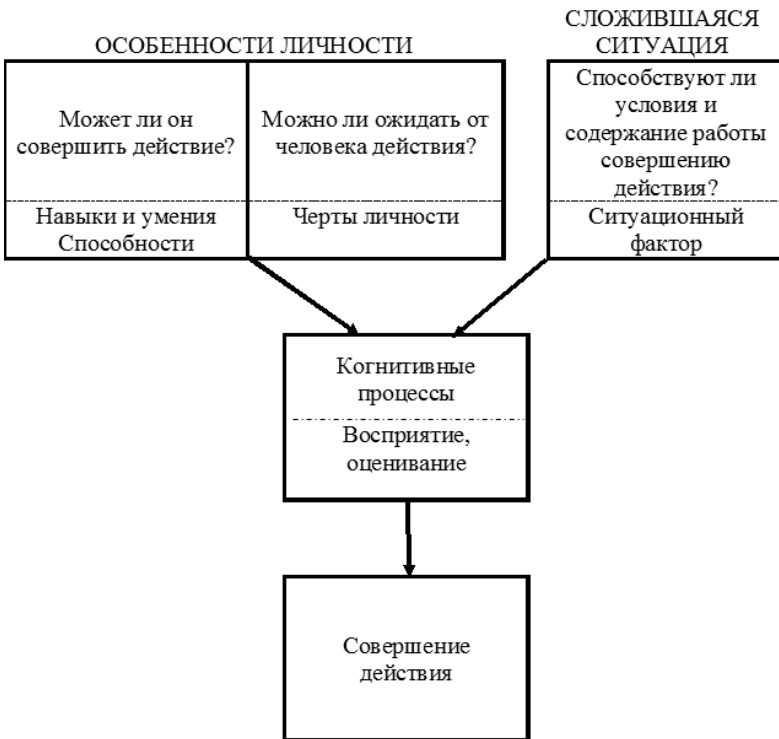 ОСОБЕННОСТИ ЛИЧНОСТИ
Может ли он
совершить действие?
Навыки и умения
Способности
Можно ли ожидать от
человека действия?
Черты личности
СЛОЖИВШАЯСЯ
СИТУАЦИЯ
Способствуют ли
условия и
содержание работы
совершению
действия?
Ситуационный
фактор
Когнитивные
процессы
Восприятие,
оценивание
Совершение
действия